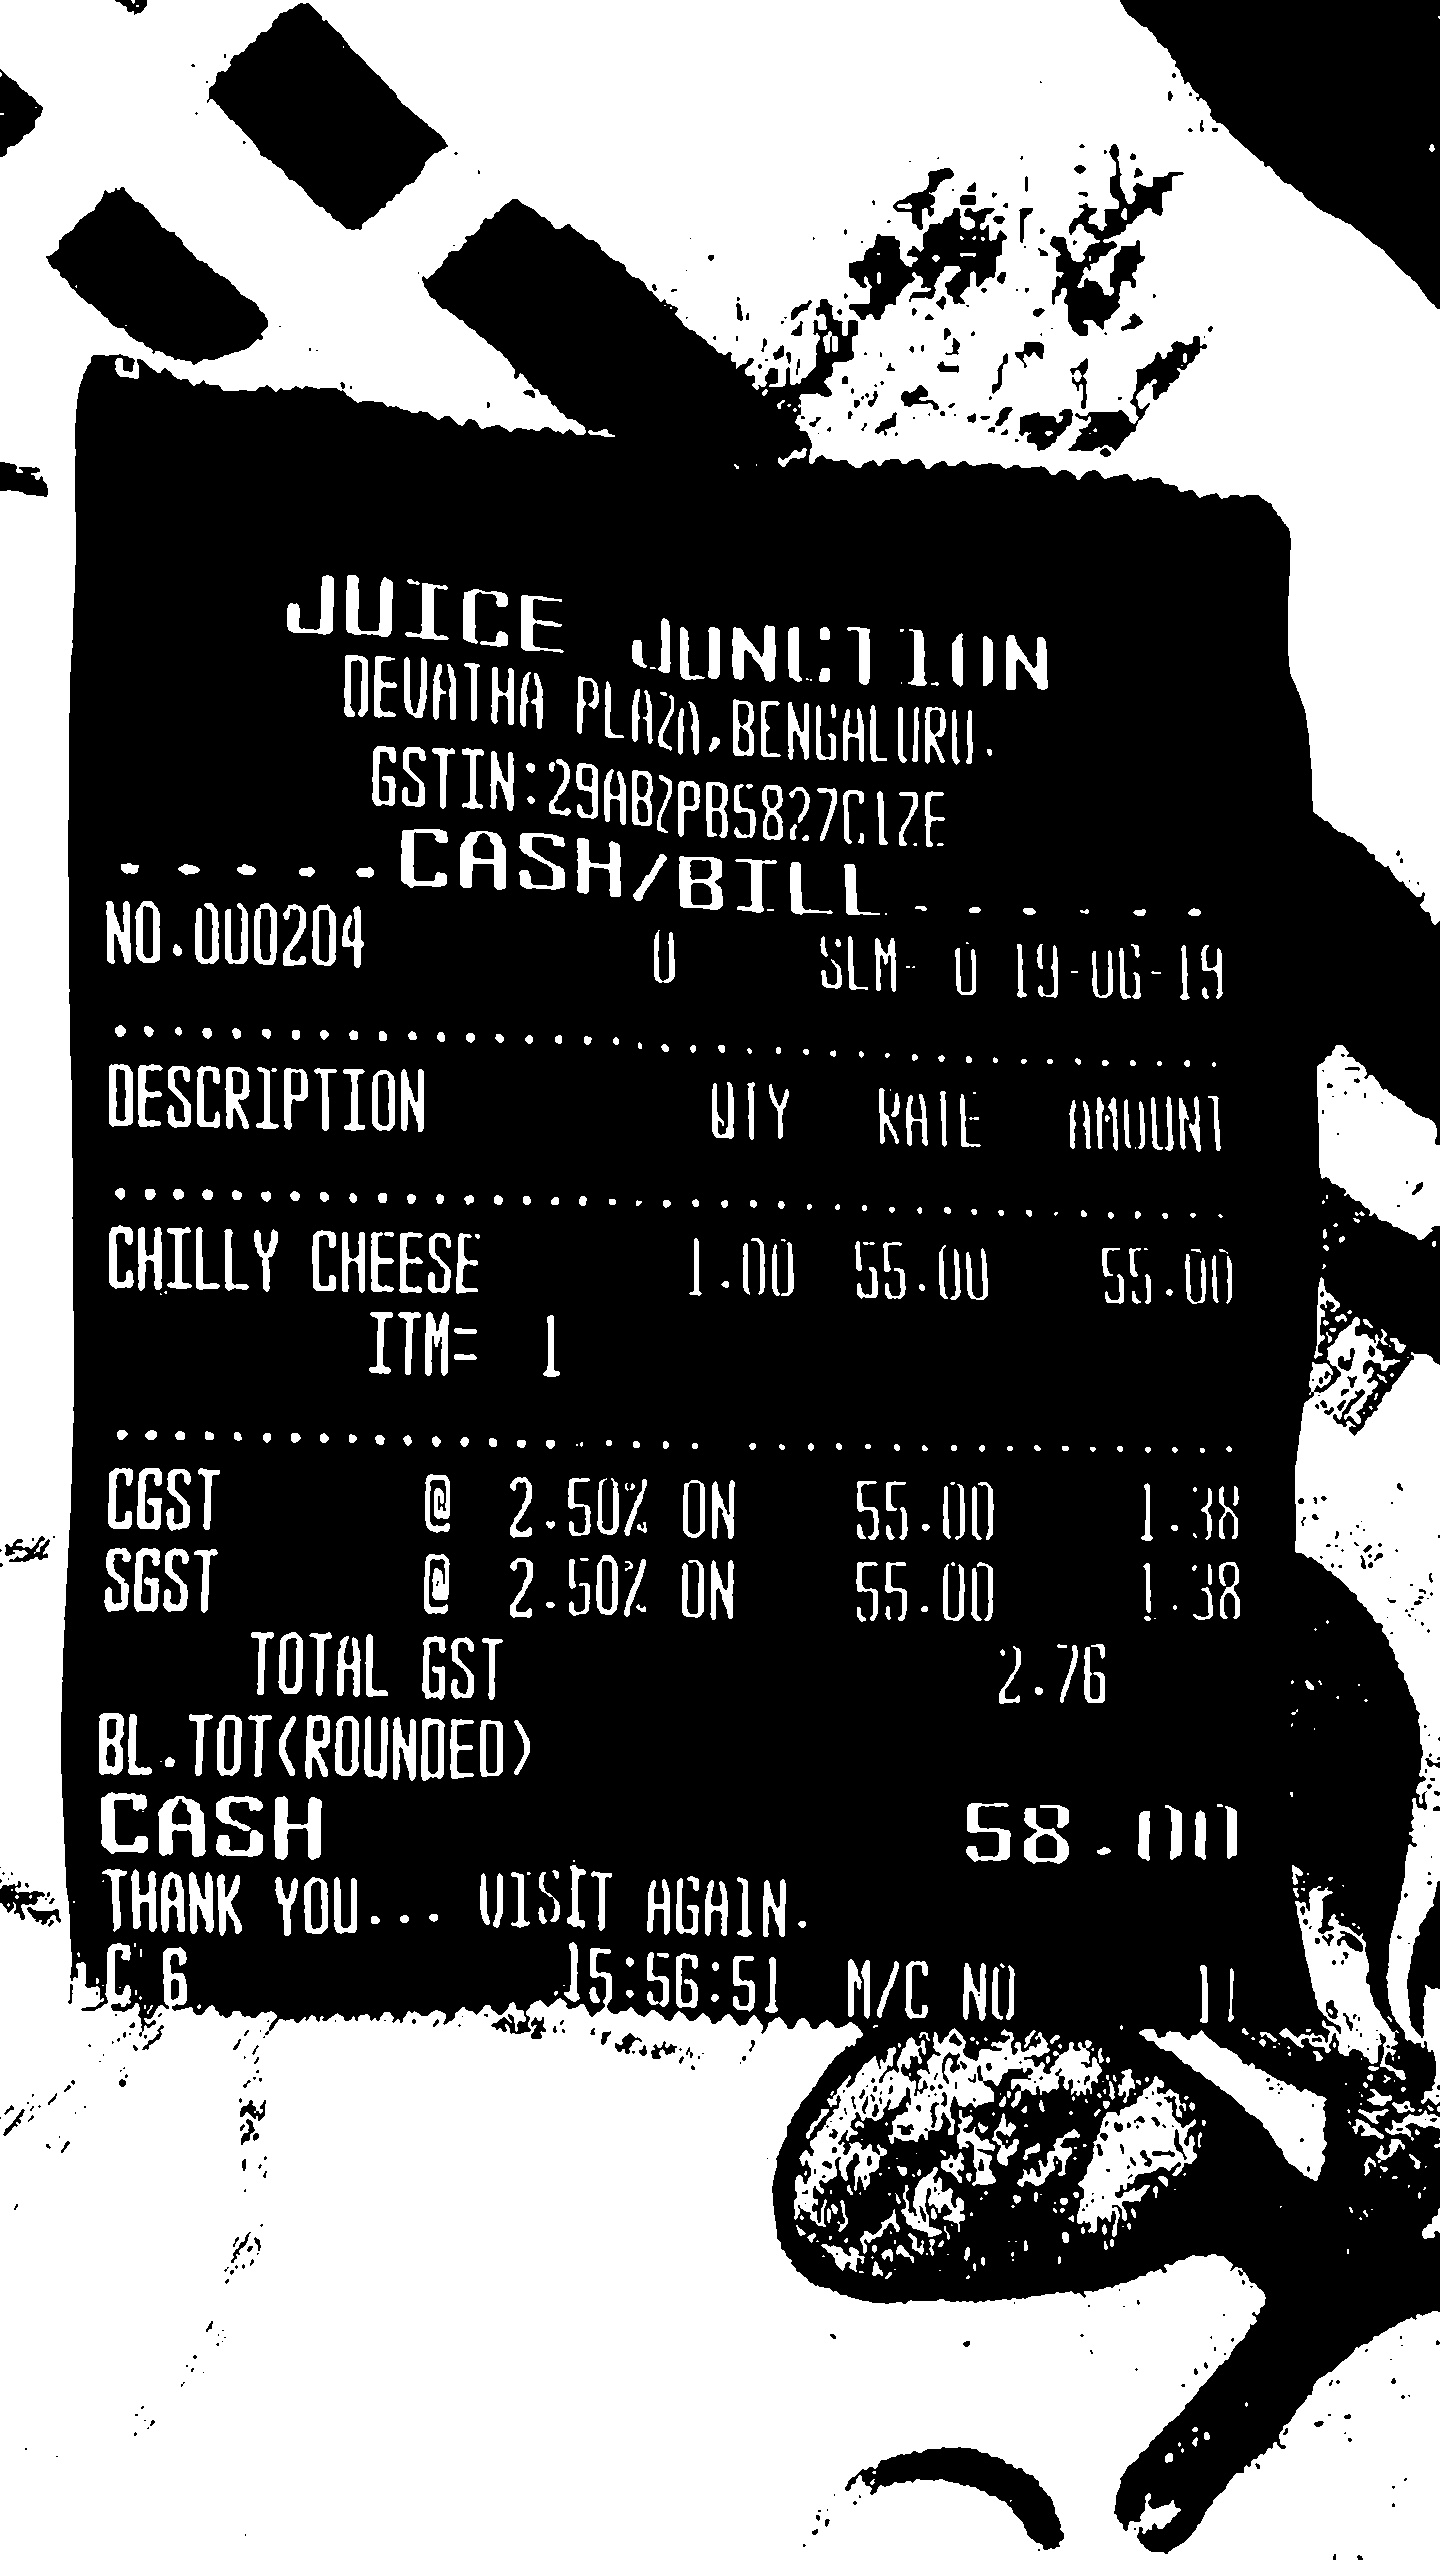 JUICE JUNCTION
DEVATHA PLAZA,BENGALURU.
GSTIN:29ABZPB5827C1ZE
-----CASH/BILL------
NO.000204 0 SLM- 0 19-06-19
......................................
DESCRIPTION QTY RATE AMOUNT
......................................
CHILLY CHEESE 1.00 55.00 55.00
ITM= 1
......................................
CGST @ 2.50% ON 55.00 1.38
SGST @ 2.50% ON 55.00 1.38
TOTAL GST 2.76
BL.TOT(ROUNDED)
CASH 58.00
THANK YOU... VISIT AGAIN.
C 6 15:56:51 M/C NO 11